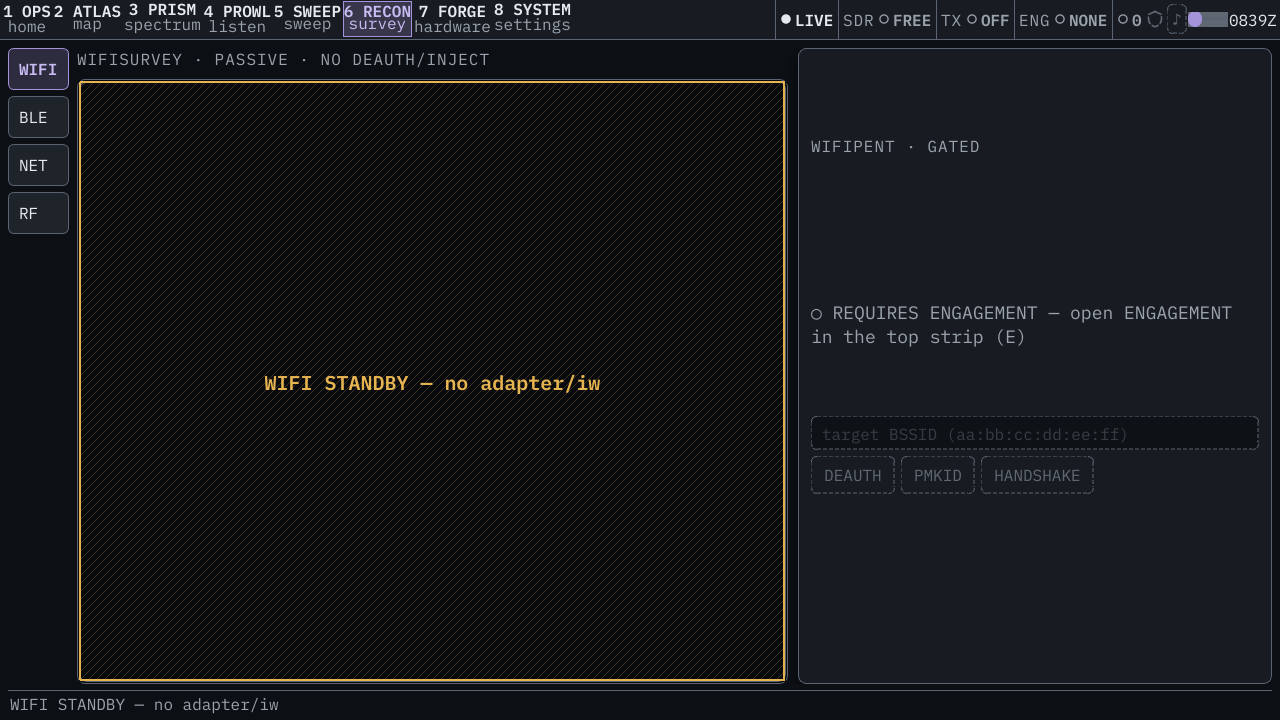 1 OPS 2 ATLAS 3 PRISM 4 PROWL 5 SWEEP 6 RECON 7 FORGE 8 SYSTEM
home map spectrum listen sweep survey hardware settings
LIVE SDR FREE TX OFF ENG NONE 0 ♪ 0839Z
WIFI
BLE
NET
RF
WIFISURVEY · PASSIVE · NO DEAUTH/INJECT
WIFI STANDBY — no adapter/iw
WIFIPENT · GATED
○ REQUIRES ENGAGEMENT — open ENGAGEMENT
in the top strip (E)
target BSSID (aa:bb:cc:dd:ee:ff)
DEAUTH PMKID HANDSHAKE
WIFI STANDBY — no adapter/iw